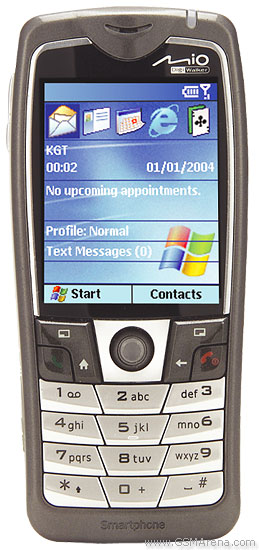 Mio
DigiWalker
KGT
00:02 01/01/2004
No upcoming appointments.
Profile: Normal
Text Messages (0)
Start Contacts
1 2 abc def 3
4 ghi 5 jkl mno 6
7 pqrs 8 tuv wxyz 9
* 0 + #
Smartphone
www.GSMArena.com